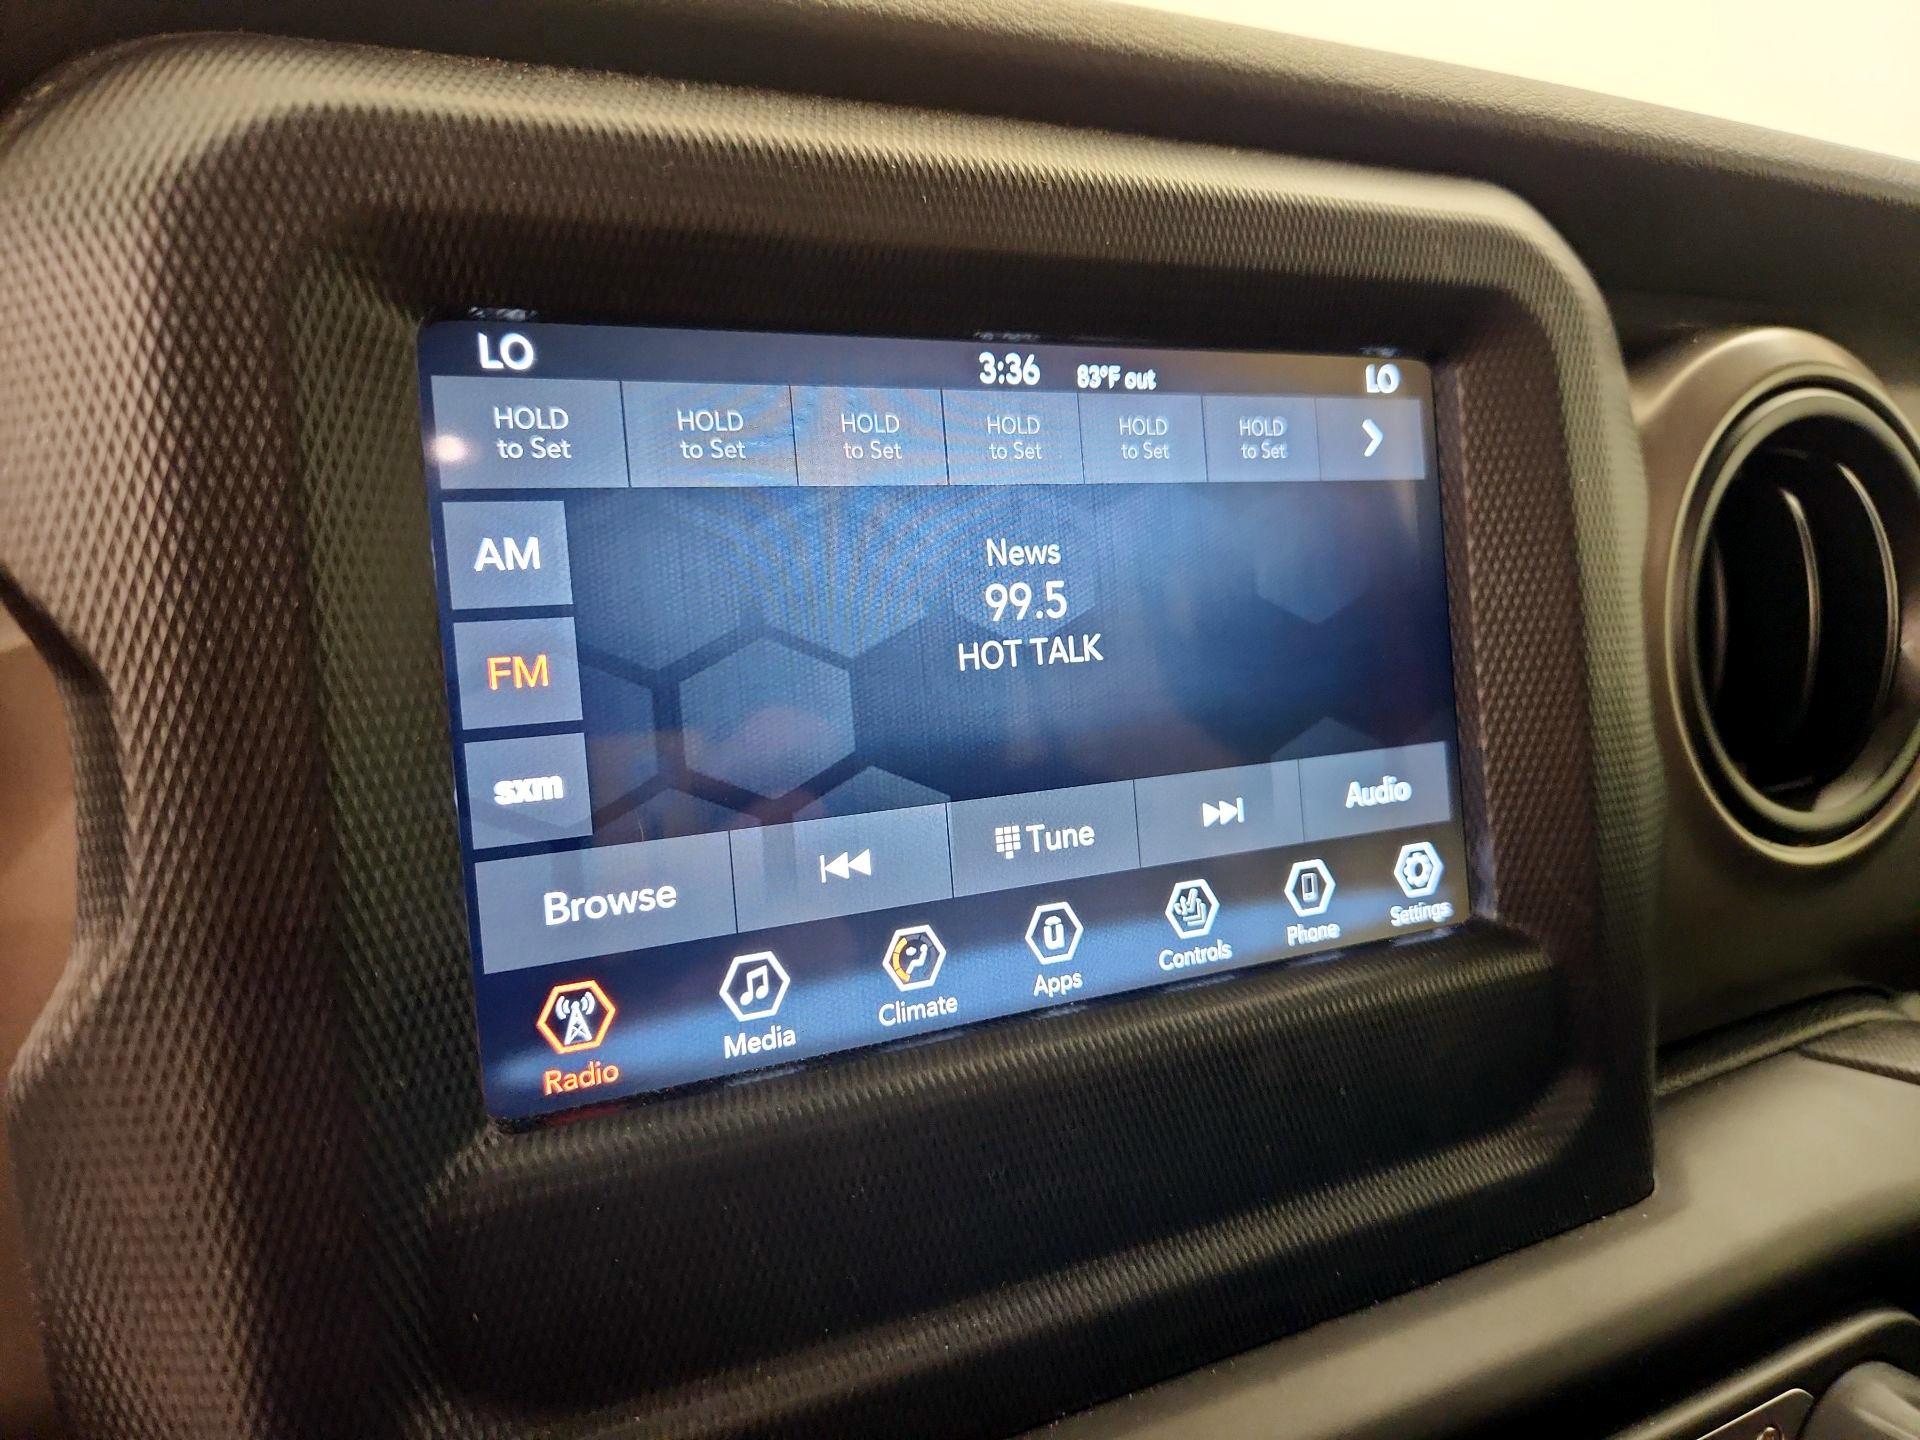 LO 3:36 83°F out LO
HOLD to Set
HOLD to Set
HOLD to Set
HOLD to Set
HOLD to Set
HOLD to Set
AM
FM
sxm
News
99.5
HOT TALK
Browse
Tune
Audio
Radio
Media
Climate
Apps
Controls
Phone
Settings